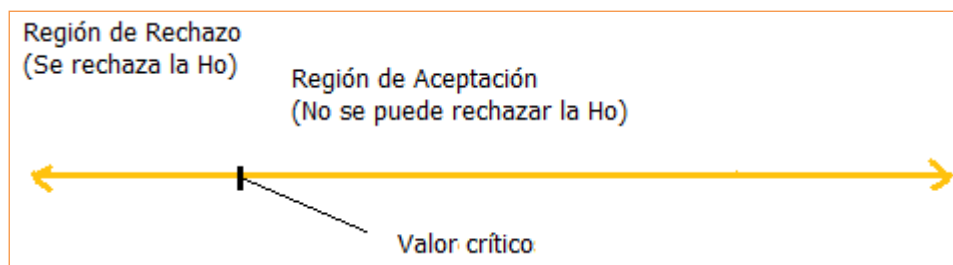 Región de Rechazo
(Se rechaza la Ho)
Región de Aceptación
(No se puede rechazar la Ho)
Valor crítico